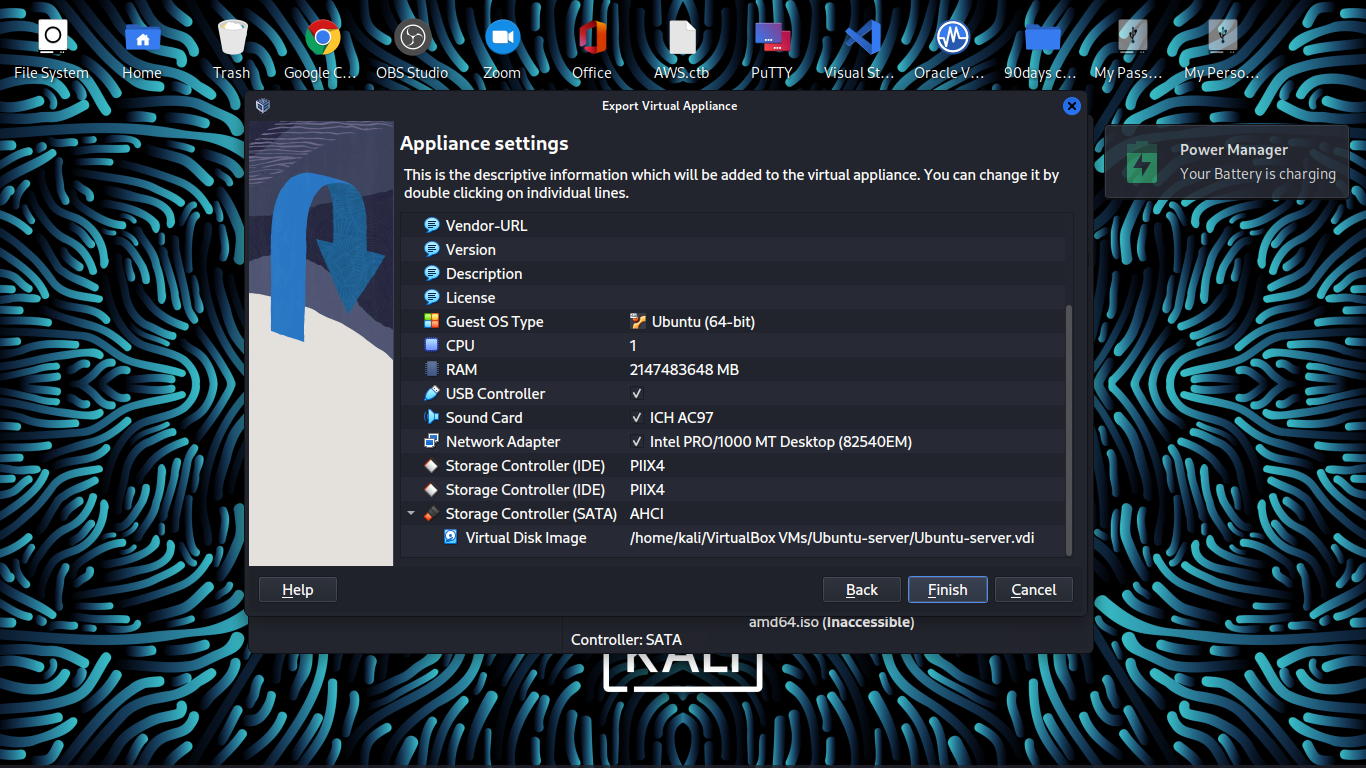 File System
Home
Trash
Google C...
OBS Studio
Zoom
Office
AWS.ctb
PuTTY
Visual St...
Oracle V...
90days c...
My Pass...
My Perso...
Export Virtual Appliance
Appliance settings
This is the descriptive information which will be added to the virtual appliance. You can change it by
double clicking on individual lines.
Vendor-URL
Version
Description
License
Guest OS Type Ubuntu (64-bit)
CPU 1
RAM 2147483648 MB
USB Controller
Sound Card ICH AC97
Network Adapter Intel PRO/1000 MT Desktop (82540EM)
Storage Controller (IDE) PIIX4
Storage Controller (IDE) PIIX4
Storage Controller (SATA) AHCI
Virtual Disk Image /home/kali/VirtualBox VMs/Ubuntu-server/Ubuntu-server.vdi
Help
Back
Finish
Cancel
Power Manager
Your Battery is charging
amd64.iso (Inaccessible)
Controller: SATA
KALI